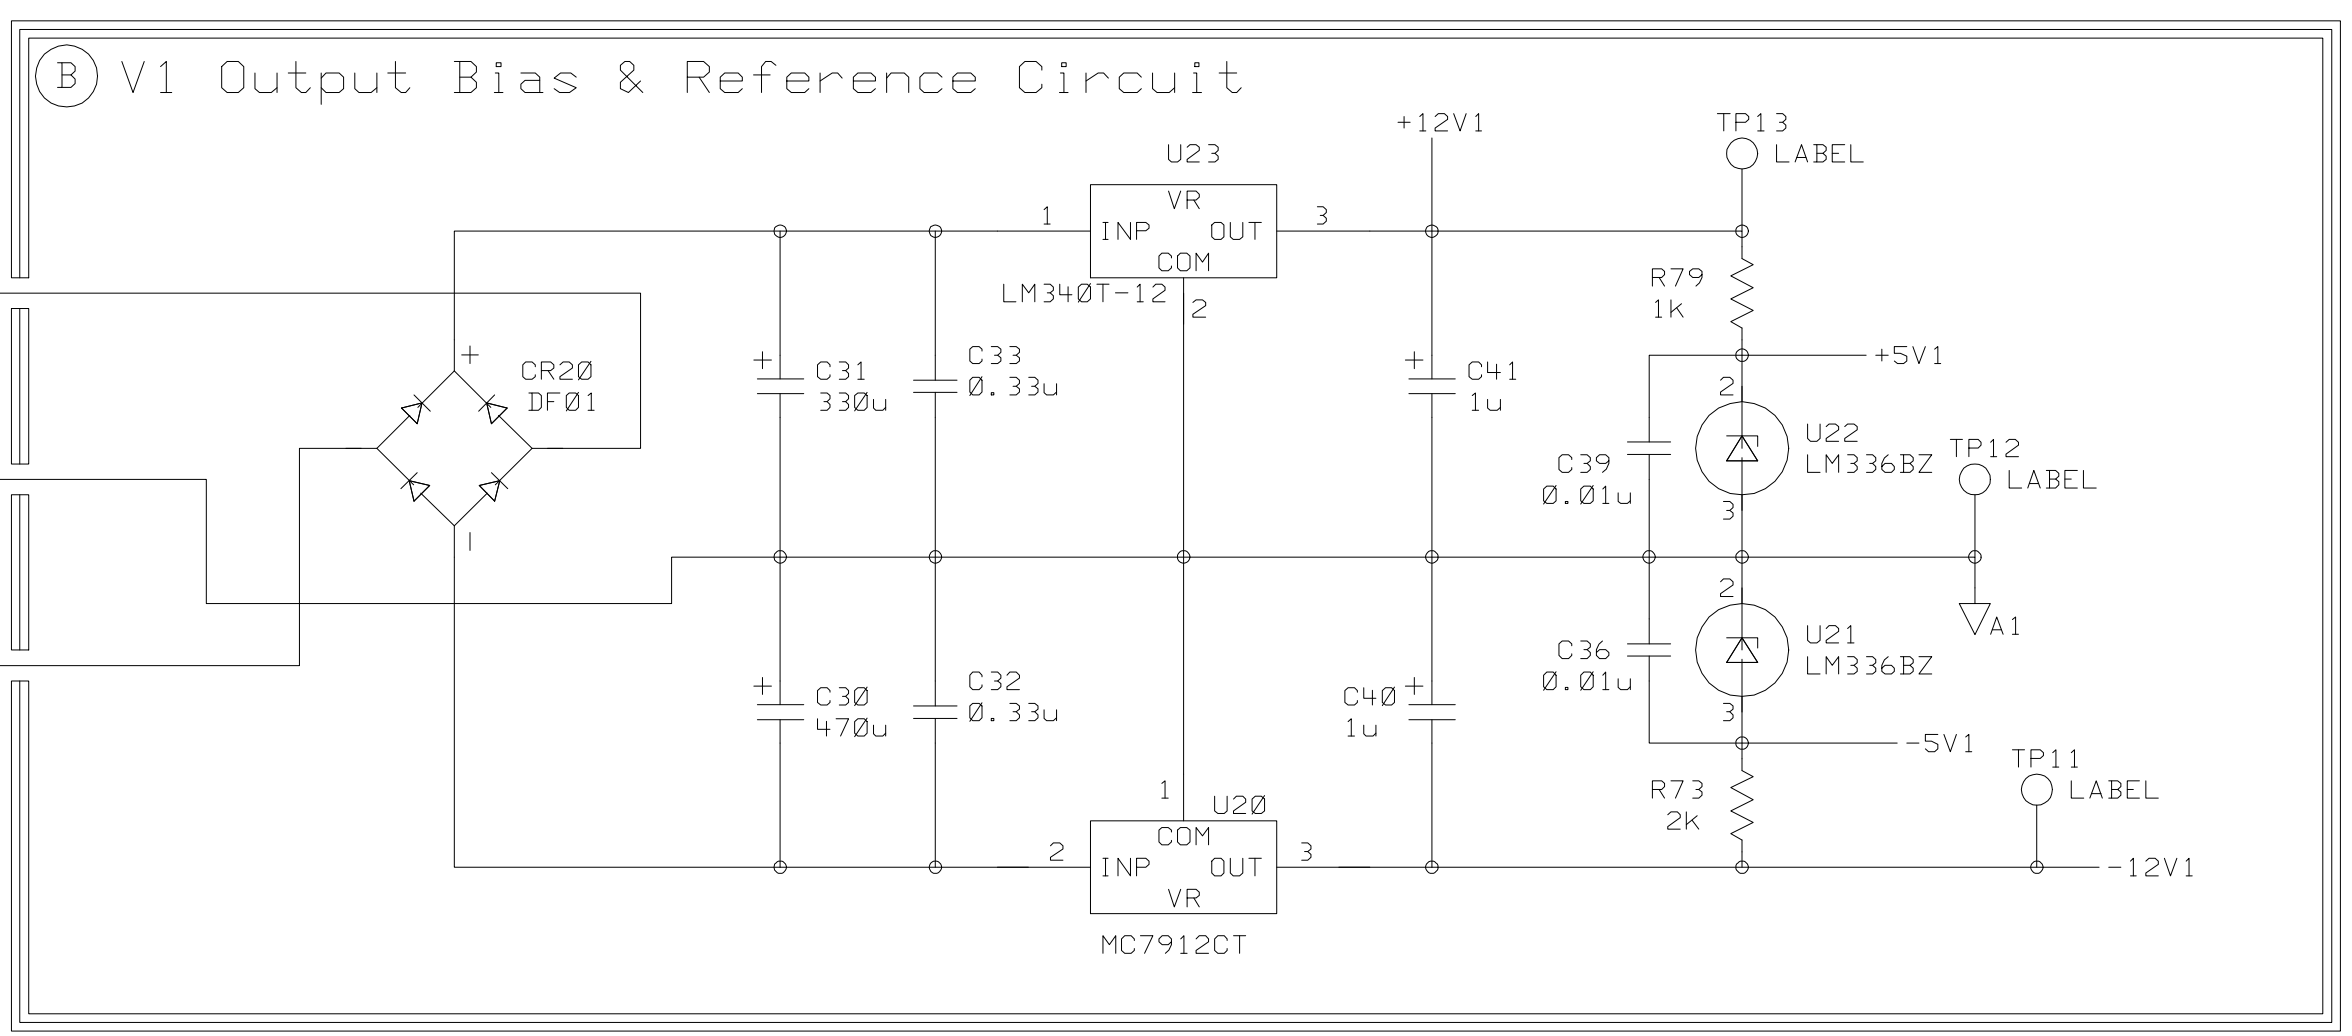 B V1 Output Bias & Reference Circuit
+12V1
TP13
LABEL
U23
VR
1
INP
OUT
3
COM
LM340T-12
2
R79
1K
+
CR20
DF01
+
C31
330u
C33
0.33u
+
C41
1u
+5V1
2
U22
LM336BZ
C39
0.01u
3
TP12
LABEL
-
2
A1
U21
LM336BZ
C36
0.01u
3
+
C30
470u
C32
0.33u
C40
+
1u
-5V1
TP11
LABEL
R73
2K
1
U20
COM
2
INP
OUT
3
VR
-12V1
MC7912CT